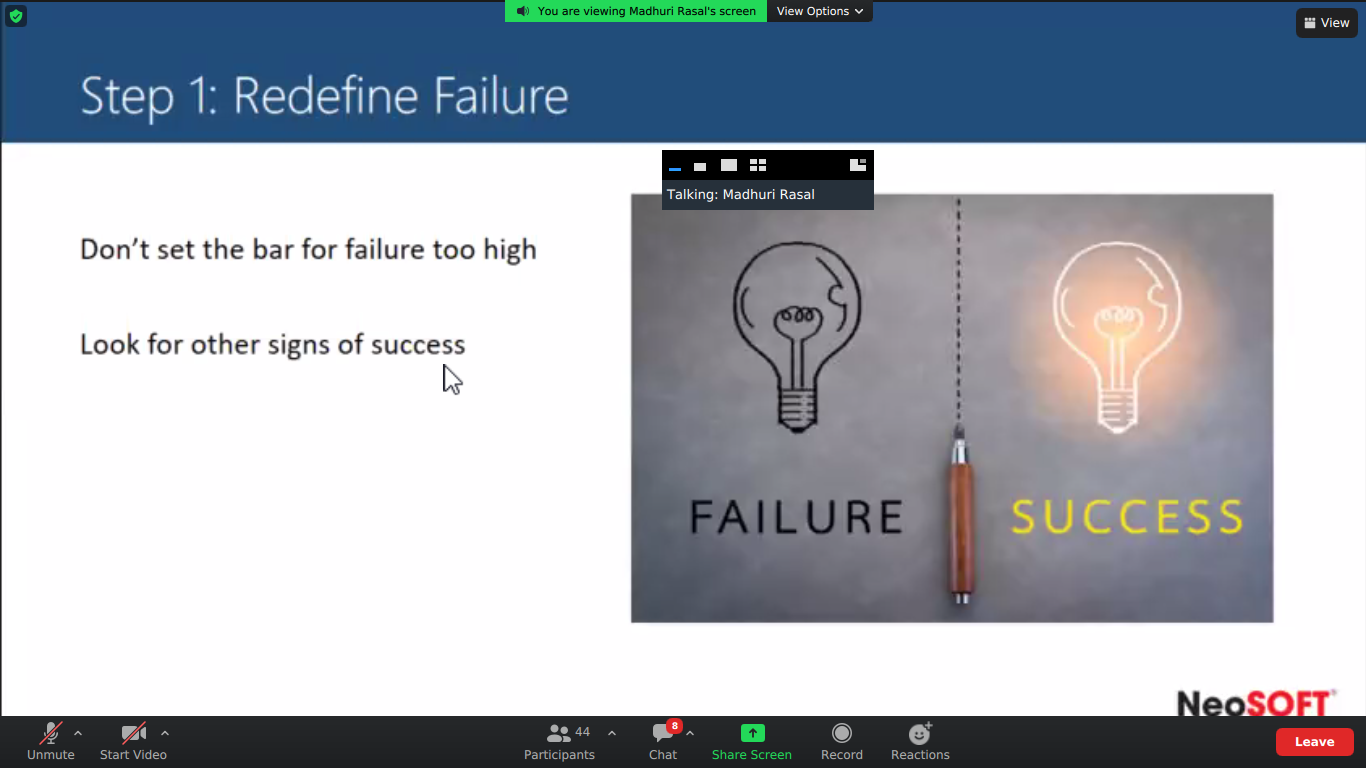 You are viewing Madhuri Rasal's screen
View Options
View
Step 1: Redefine Failure
Talking: Madhuri Rasal
Don't set the bar for failure too high
Look for other signs of success
FAILURE
SUCCESS
NeoSOFT
Unmute
Start Video
44
Participants
8
Chat
Share Screen
Record
Reactions
Leave